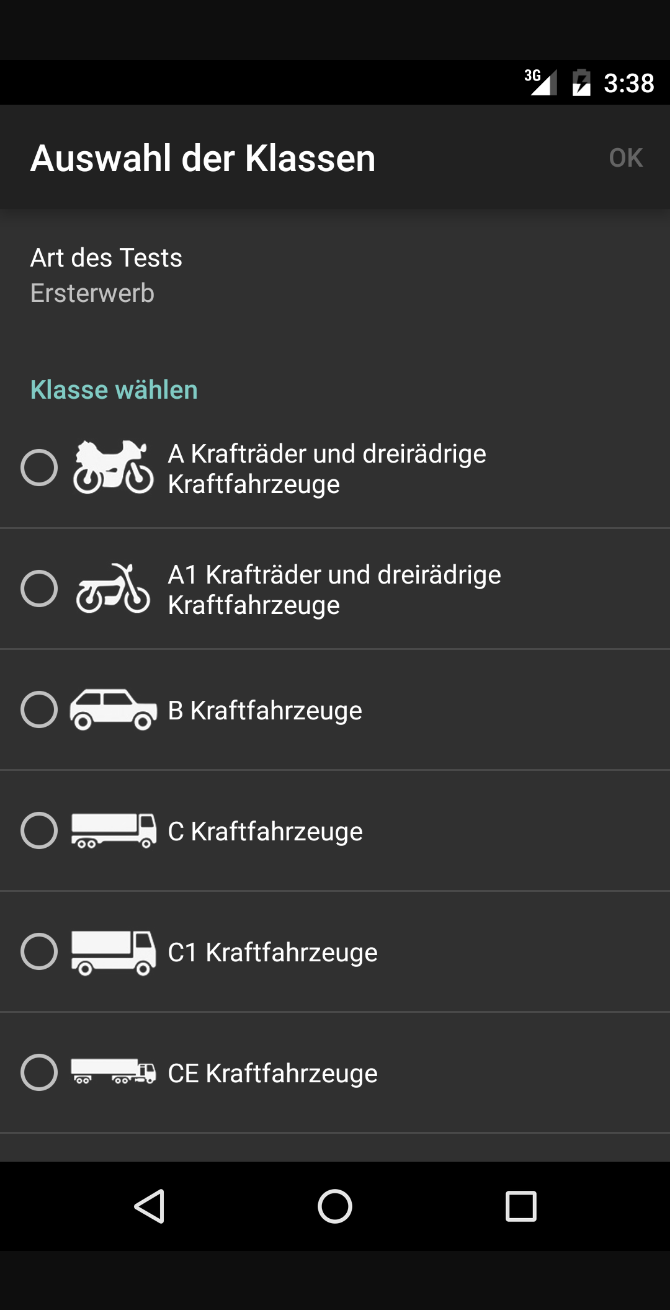 3G
3:38
Auswahl der Klassen
OK
Art des Tests
Ersterwerb
Klasse wählen
A Krafträder und dreirädrige
Kraftfahrzeuge
A1 Krafträder und dreirädrige
Kraftfahrzeuge
B Kraftfahrzeuge
C Kraftfahrzeuge
C1 Kraftfahrzeuge
CE Kraftfahrzeuge